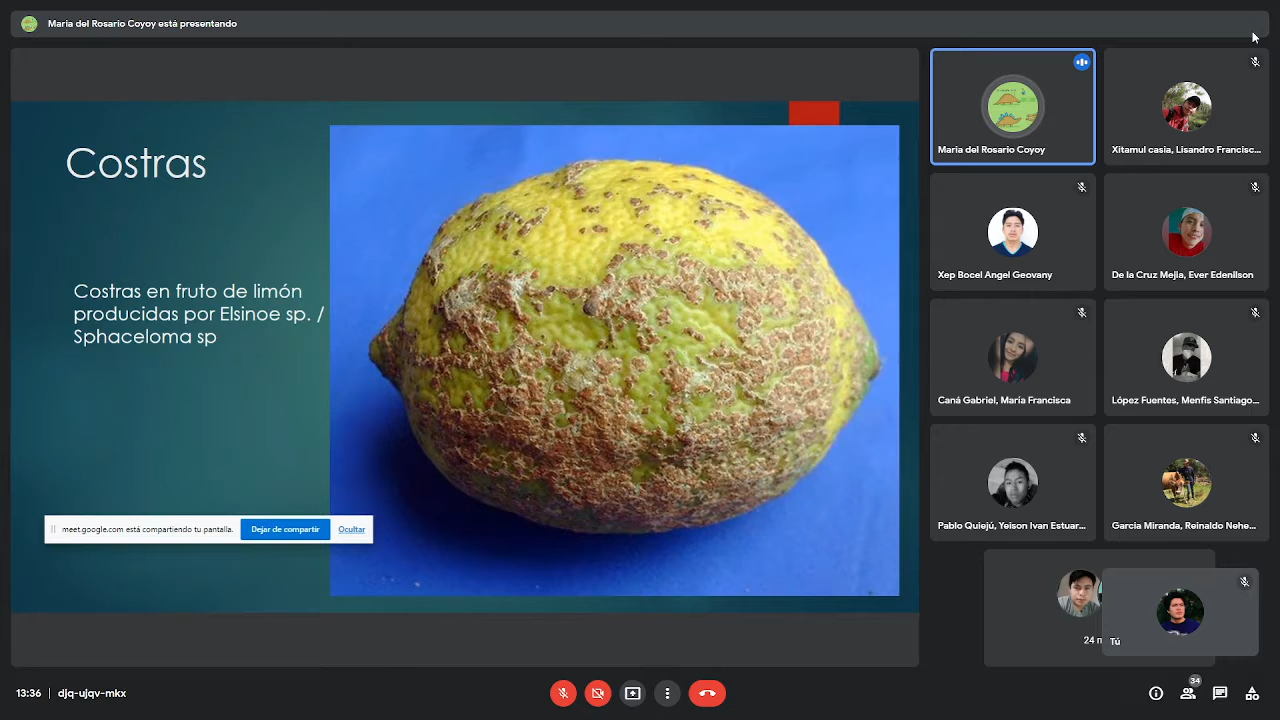 María del Rosario Coyoy está presentando
Costras
Costras en fruto de limón
producidas por Elsinoe sp. /
Sphaceloma sp
meet.google.com está compartiendo tu pantalla.
Dejar de compartir
Ocultar
María del Rosario Coyoy
Xitamul casia, Lisandro Francisc...
Xep Bocel Angel Geovany
De la Cruz Mejia, Ever Edenilson
Caná Gabriel, María Francisca
López Fuentes, Menfis Santiago...
Pablo Quiejú, Yeison Ivan Estuar...
Garcia Miranda, Reinaldo Nehe...
24
Tú
13:36
djq-ujqv-mkx
34